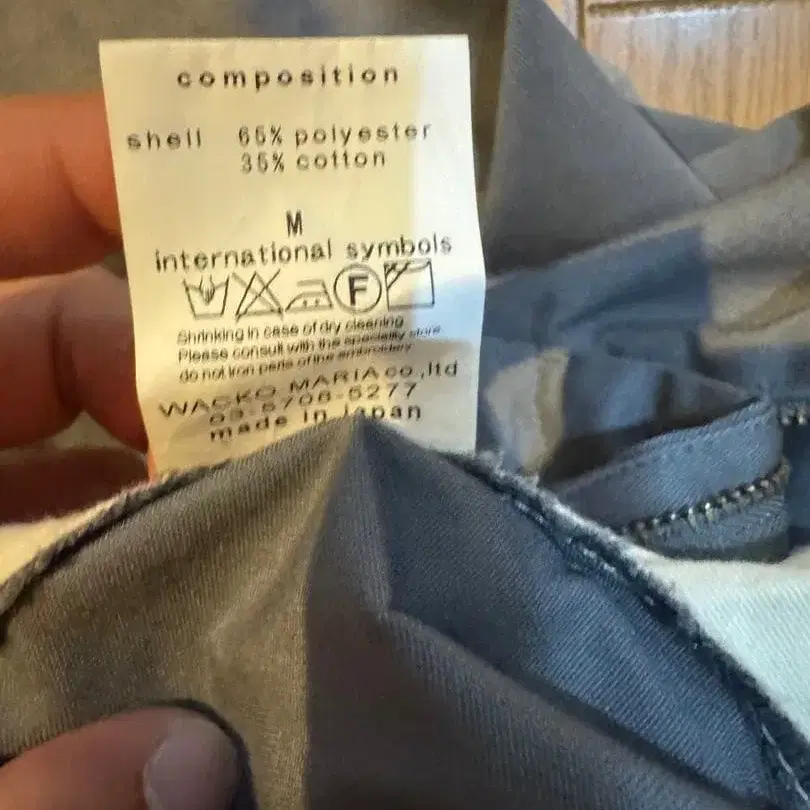 composition
shell 65% polyester
35% cotton
M
international symbols
F
Shrinking in case of dry cleaning
Please consult with the speciality store
do not iron parts of the embroidery
WACKO MARIA co.,ltd
03-5708-5277
made in japan